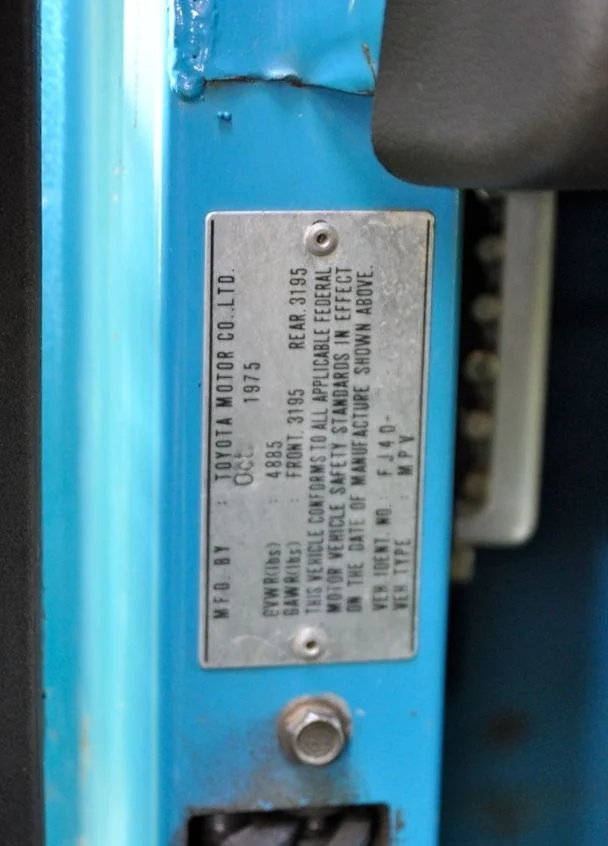 MFD. BY : TOYOTA MOTOR CO.,LTD.
Oct. 1975
GVWR(lbs) : 4885
GAWR(lbs) : FRONT. 3195 REAR. 3195
THIS VEHICLE CONFORMS TO ALL APPLICABLE FEDERAL
MOTOR VEHICLE SAFETY STANDARDS IN EFFECT
ON THE DATE OF MANUFACTURE SHOWN ABOVE.
VEH. IDENT. NO. : FJ40-
VEH. TYPE : MPV